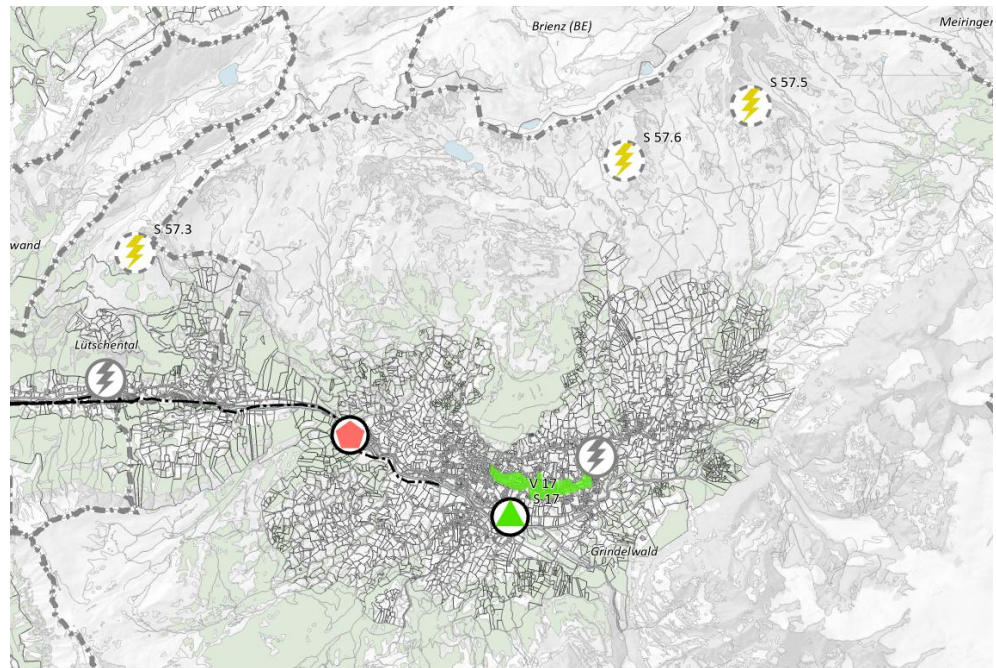 Brienz (BE)
Meiringen
S 57.5
S 57.6
S 57.3
wand
Lütschental
V 17
S 17
Grindelwald